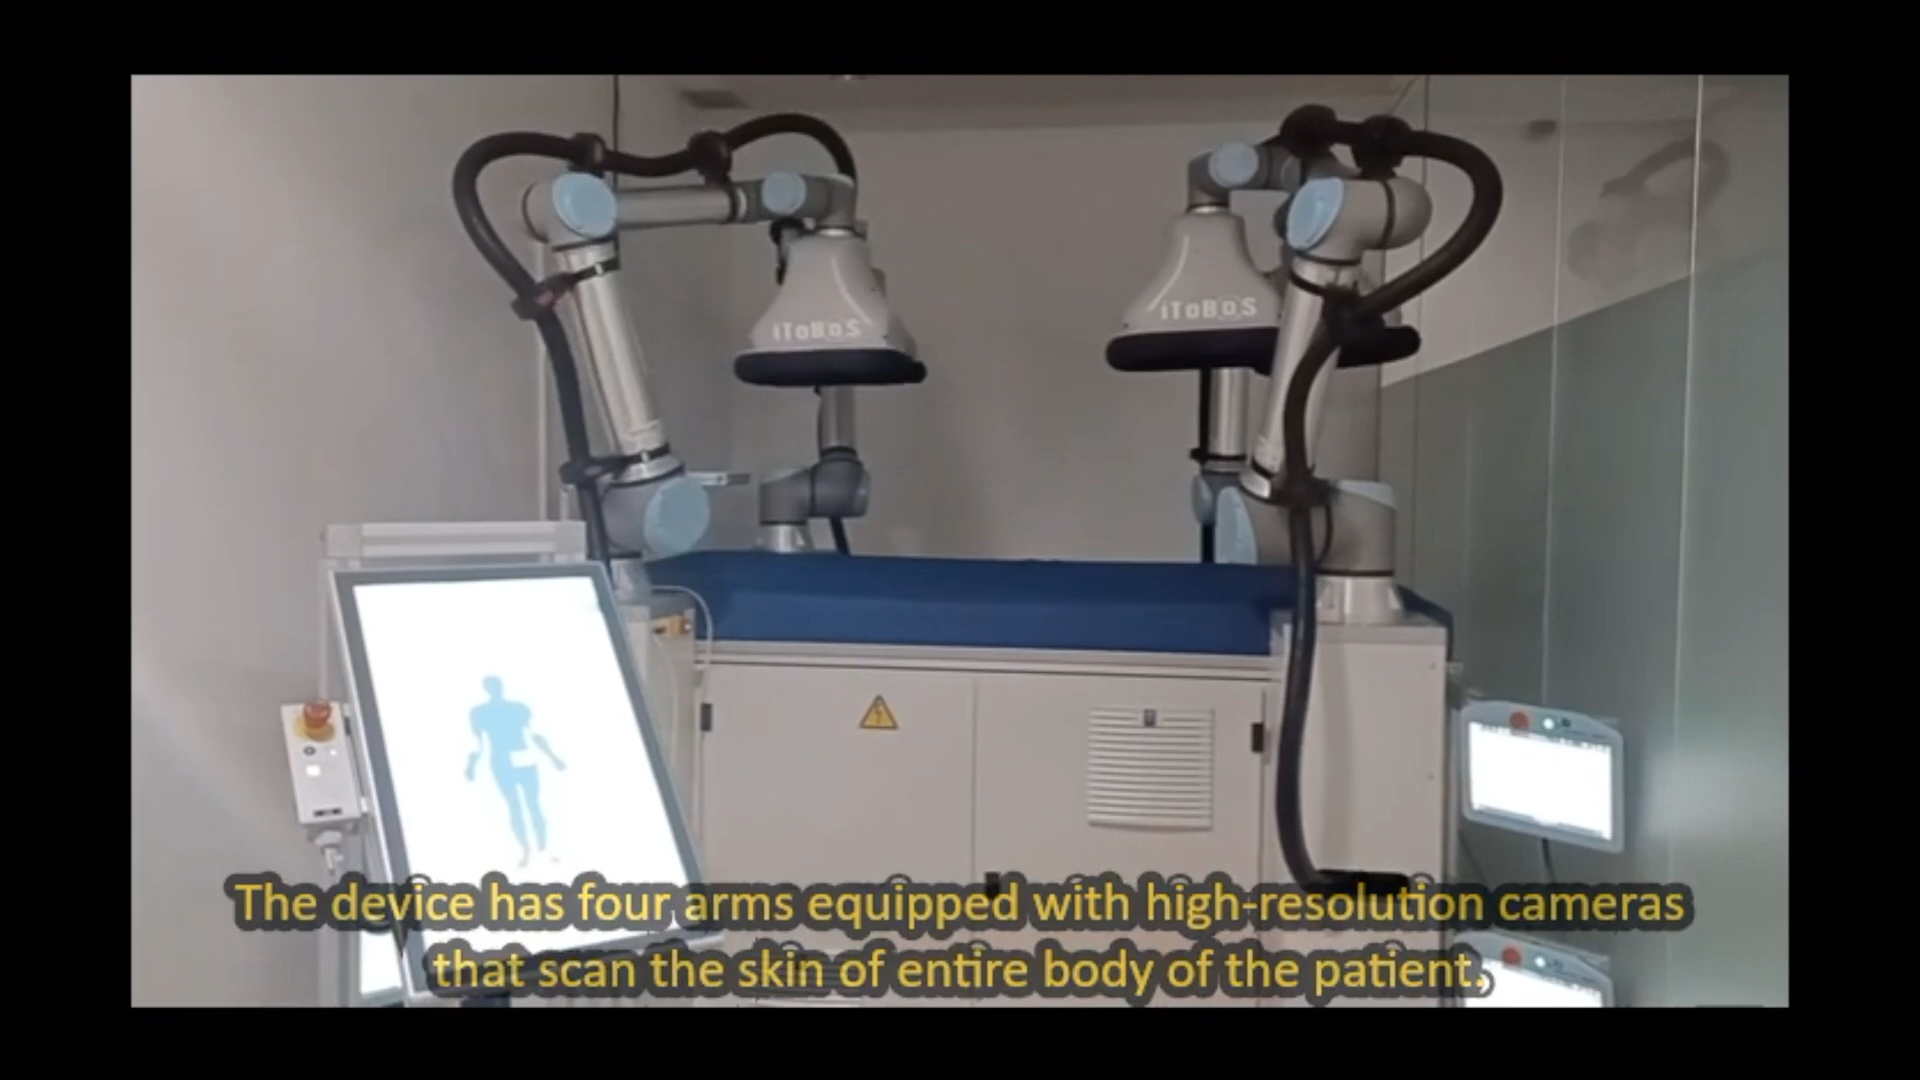 iToBoS
iToBoS
The device has four arms equipped with high-resolution cameras
that scan the skin of entire body of the patient.